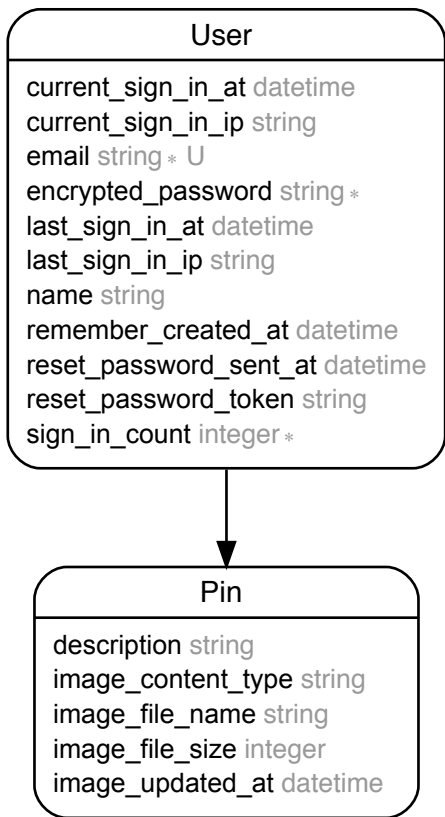 User
current_sign_in_at datetime
current_sign_in_ip string
email string * U
encrypted_password string *
last_sign_in_at datetime
last_sign_in_ip string
name string
remember_created_at datetime
reset_password_sent_at datetime
reset_password_token string
sign_in_count integer *
Pin
description string
image_content_type string
image_file_name string
image_file_size integer
image_updated_at datetime